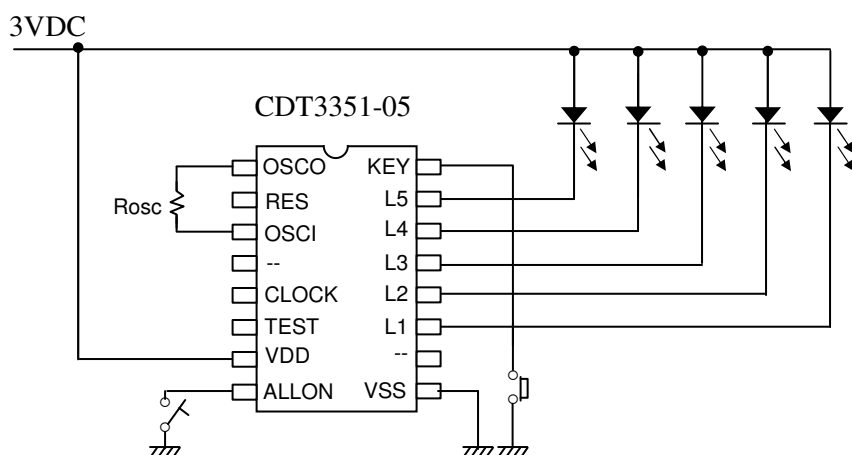 3VDC
CDT3351-05
OSCO KEY
RES L5
Rosc
OSCI L4
-- L3
CLOCK L2
TEST L1
VDD --
ALLON VSS